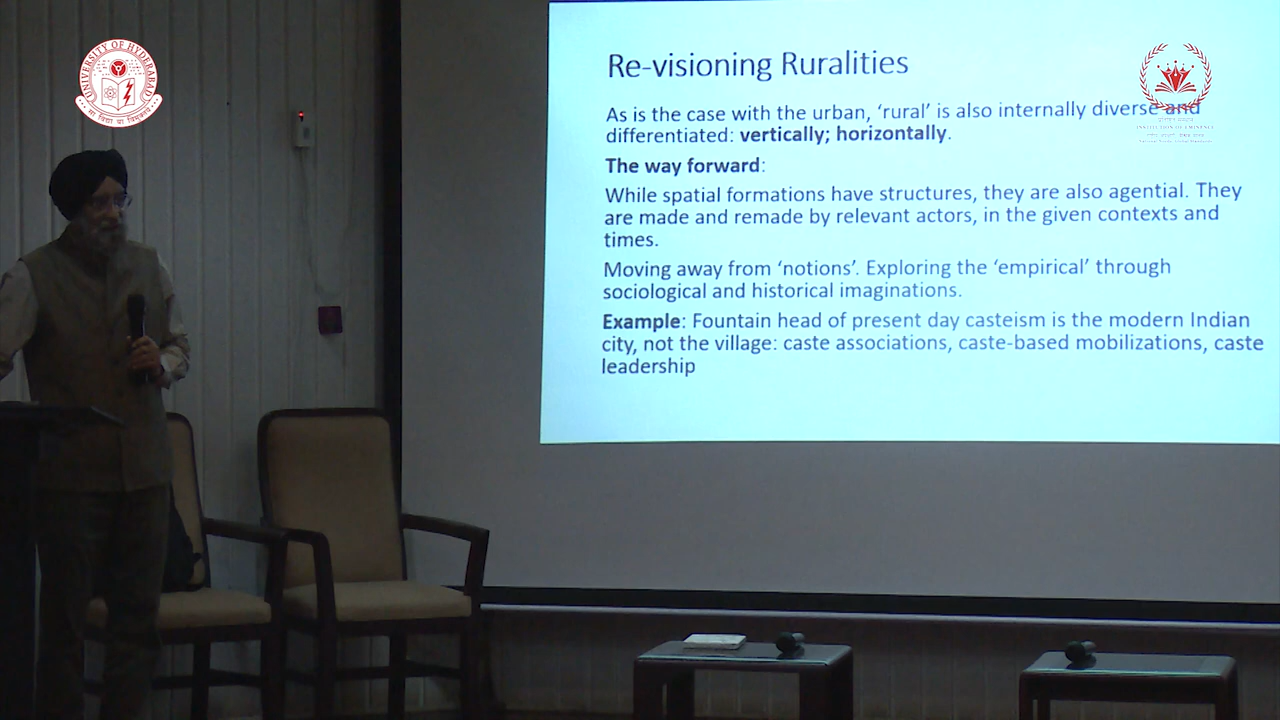 UNIVERSITY OF HYDERABAD
Re-visioning Ruralities
As is the case with the urban, ‘rural’ is also internally diverse and
differentiated: vertically; horizontally.
The way forward:
While spatial formations have structures, they are also agential. They
are made and remade by relevant actors, in the given contexts and
times.
Moving away from ‘notions’. Exploring the ‘empirical’ through
sociological and historical imaginations.
Example: Fountain head of present day casteism is the modern Indian
city, not the village: caste associations, caste-based mobilizations, caste
leadership
INSTITUTION OF EMINENCE